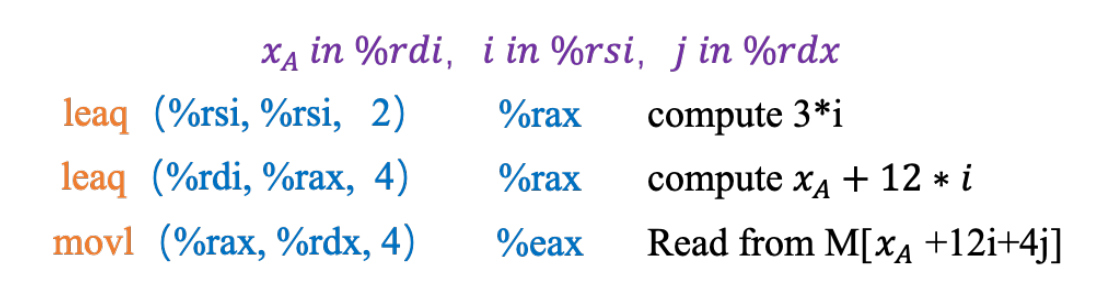 x_A in %rdi, i in %rsi, j in %rdx
leaq (%rsi, %rsi, 2) %rax compute 3*i
leaq (%rdi, %rax, 4) %rax compute x_A + 12 * i
movl (%rax, %rdx, 4) %eax Read from M[x_A +12i+4j]